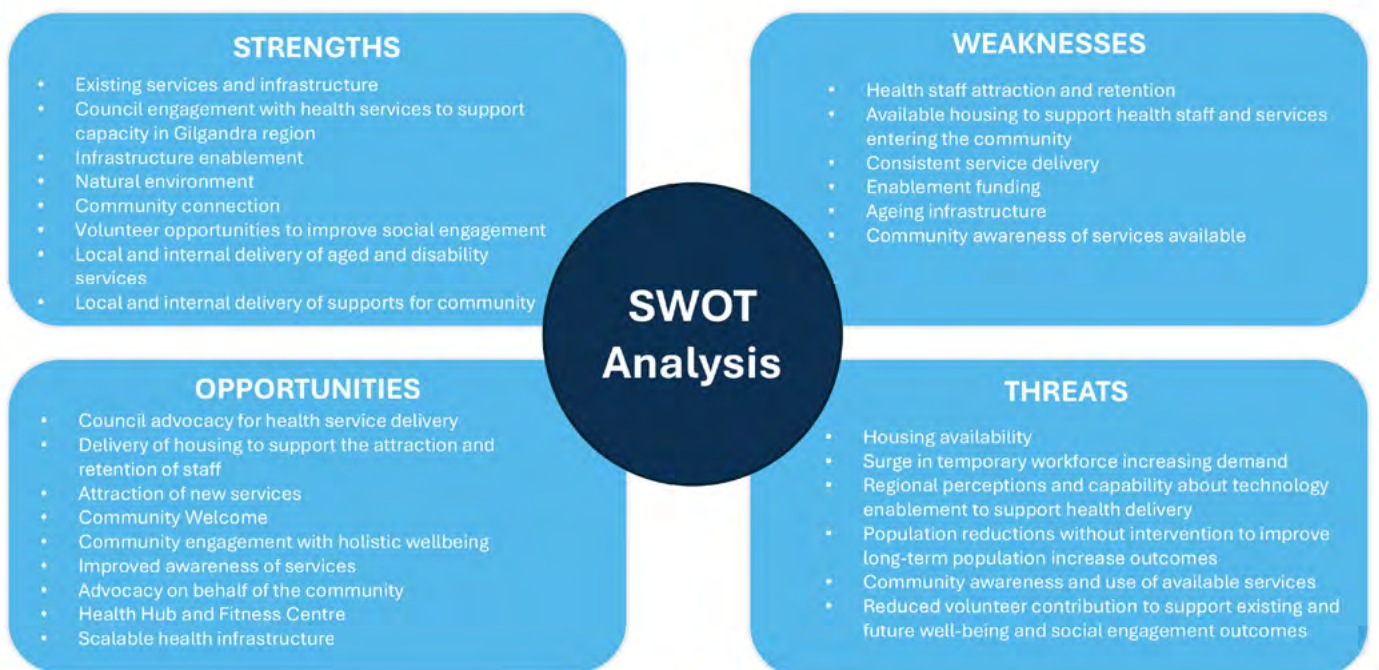 STRENGTHS
• Existing services and infrastructure
• Council engagement with health services to support
capacity in Gilgandra region
• Infrastructure enablement
• Natural environment
• Community connection
• Volunteer opportunities to improve social engagement
• Local and internal delivery of aged and disability
services
• Local and internal delivery of supports for community
WEAKNESSES
• Health staff attraction and retention
• Available housing to support health staff and services
entering the community
• Consistent service delivery
• Enablement funding
• Ageing infrastructure
• Community awareness of services available
SWOT
Analysis
OPPORTUNITIES
• Council advocacy for health service delivery
• Delivery of housing to support the attraction and
retention of staff
• Attraction of new services
• Community Welcome
• Community engagement with holistic wellbeing
• Improved awareness of services
• Advocacy on behalf of the community
• Health Hub and Fitness Centre
• Scalable health infrastructure
THREATS
• Housing availability
• Surge in temporary workforce increasing demand
• Regional perceptions and capability about technology
enablement to support health delivery
• Population reductions without intervention to improve
long-term population increase outcomes
• Community awareness and use of available services
• Reduced volunteer contribution to support existing and
future well-being and social engagement outcomes